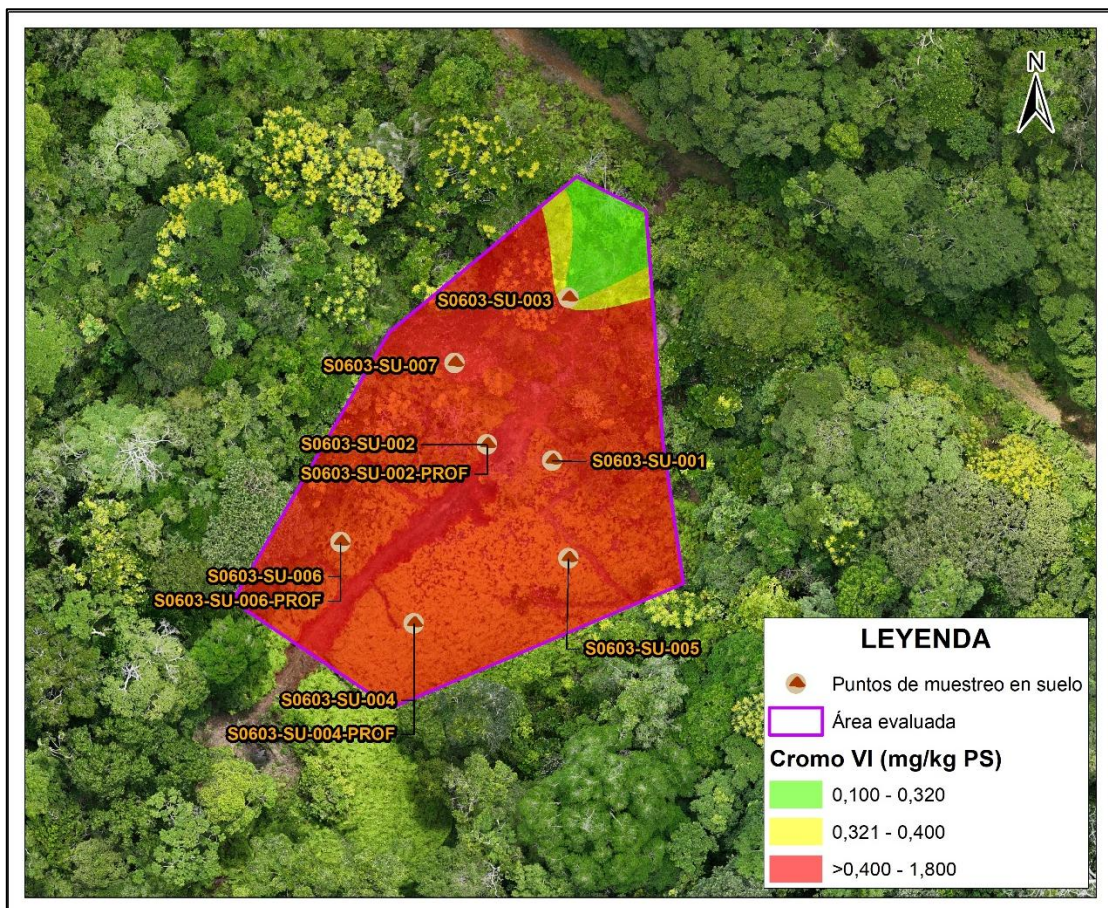 N
S0603-SU-003
S0603-SU-007
S0603-SU-002
S0603-SU-002-PROF
S0603-SU-001
S0603-SU-006
S0603-SU-006-PROF
S0603-SU-005
S0603-SU-004
S0603-SU-004-PROF
LEYENDA
Puntos de muestreo en suelo
Área evaluada
Cromo VI (mg/kg PS)
0,100 - 0,320
0,321 - 0,400
>0,400 - 1,800